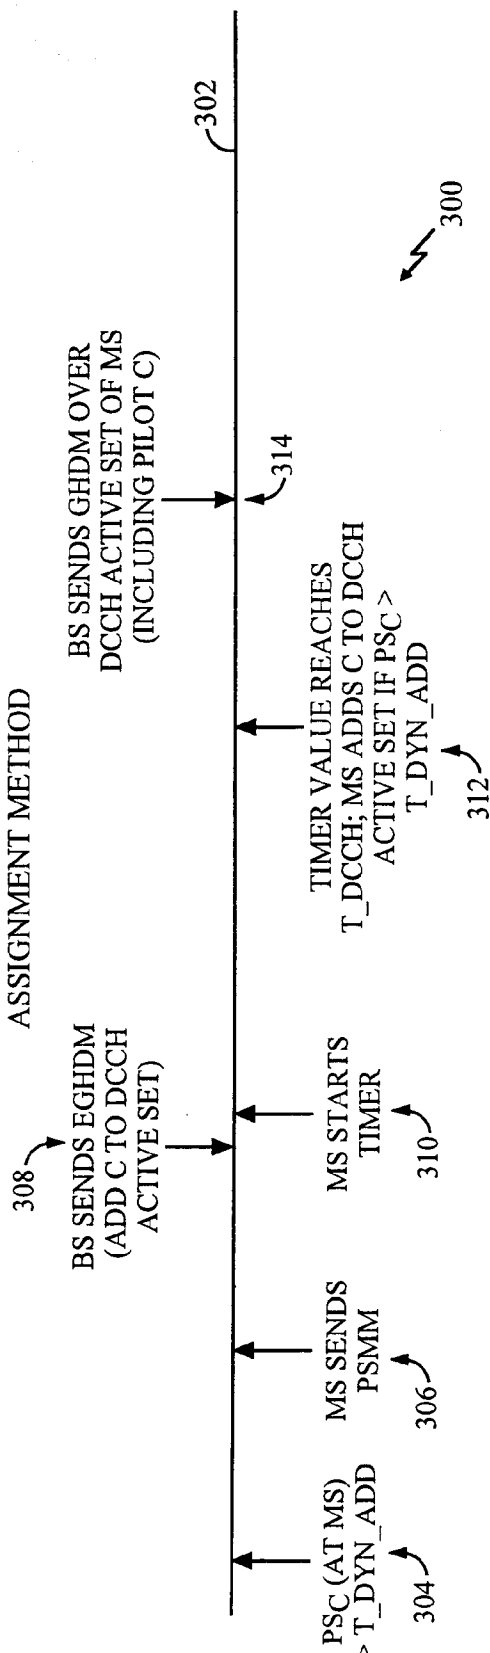 ASSIGNMENT METHOD
308
BS SENDS EGHDM
(ADD C TO DCCH
ACTIVE SET)
BS SENDS GHDM OVER
DCCH ACTIVE SET OF MS
(INCLUDING PILOT C)
302
PSC (AT MS)
> T_DYN_ADD
304
MS SENDS
PSMM
306
MS STARTS
TIMER
310
TIMER VALUE REACHES
T_DCCH; MS ADDS C TO DCCH
ACTIVE SET IF PSC >
T_DYN_ADD
312
314
300